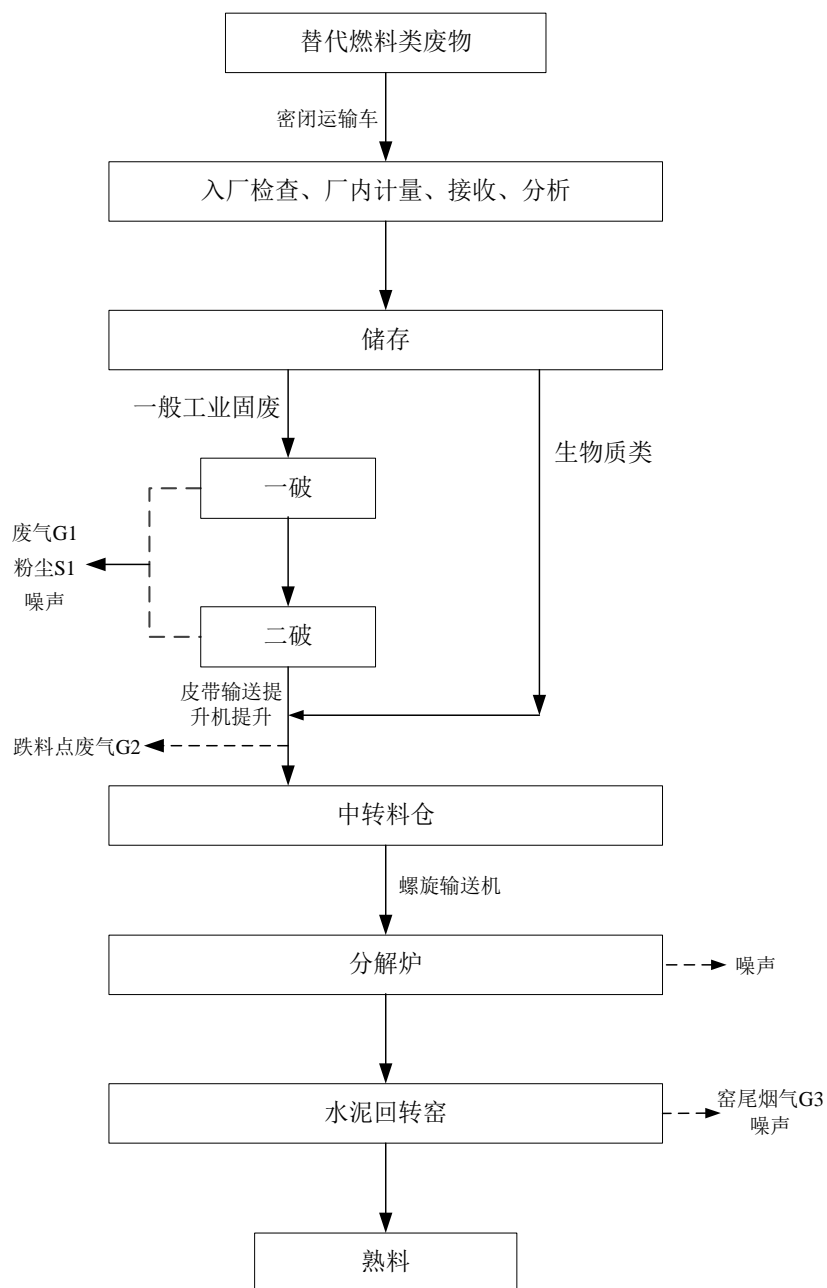 替代燃料类废物
密闭运输车
入厂检查、厂内计量、接收、分析
储存
一般工业固废
生物质类
一破
废气G1
粉尘S1
噪声
二破
皮带输送提
升机提升
跌料点废气G2
中转料仓
螺旋输送机
分解炉
噪声
水泥回转窑
窑尾烟气G3
噪声
熟料